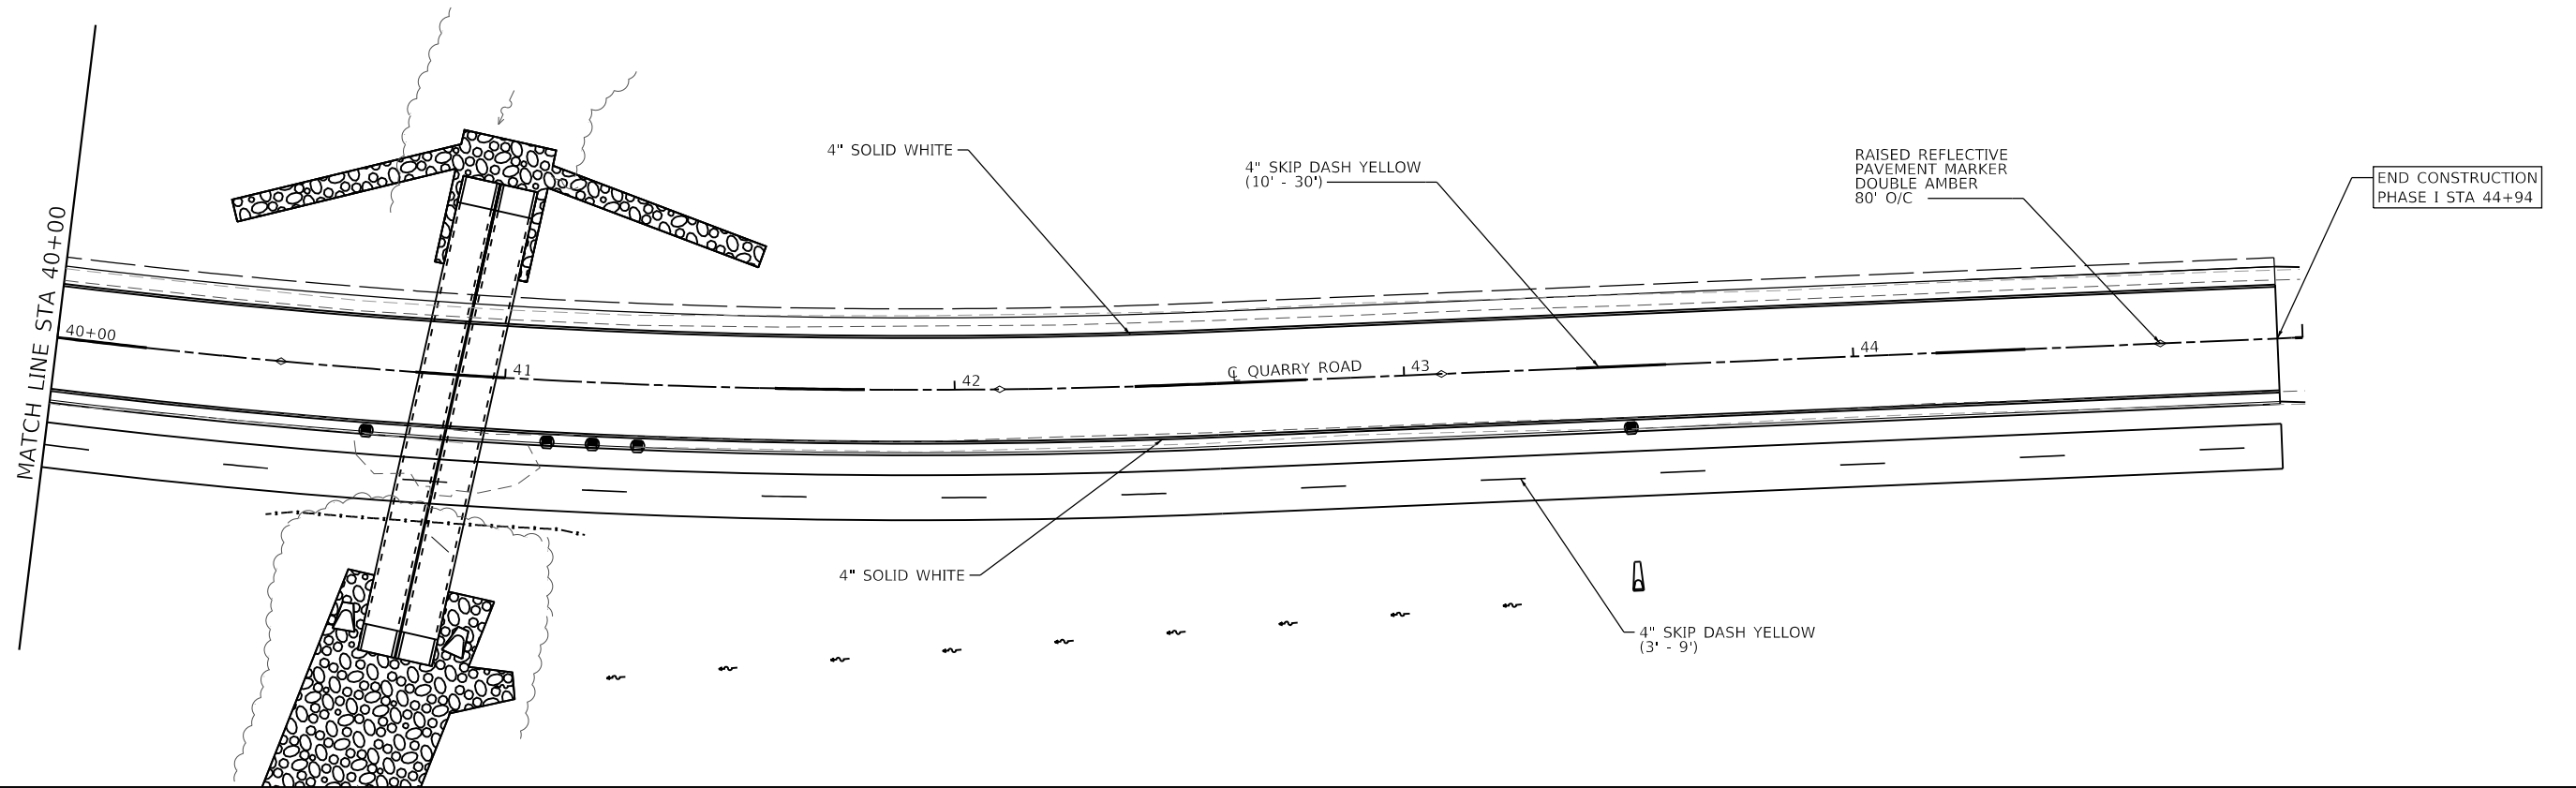 MATCH LINE STA 40+00
40+00
41
42
43
44
4" SOLID WHITE
4" SKIP DASH YELLOW
(10' - 30')
RAISED REFLECTIVE
PAVEMENT MARKER
DOUBLE AMBER
80' O/C
END CONSTRUCTION
PHASE I STA 44+94
℄ QUARRY ROAD
4" SOLID WHITE
4" SKIP DASH YELLOW
(3' - 9')